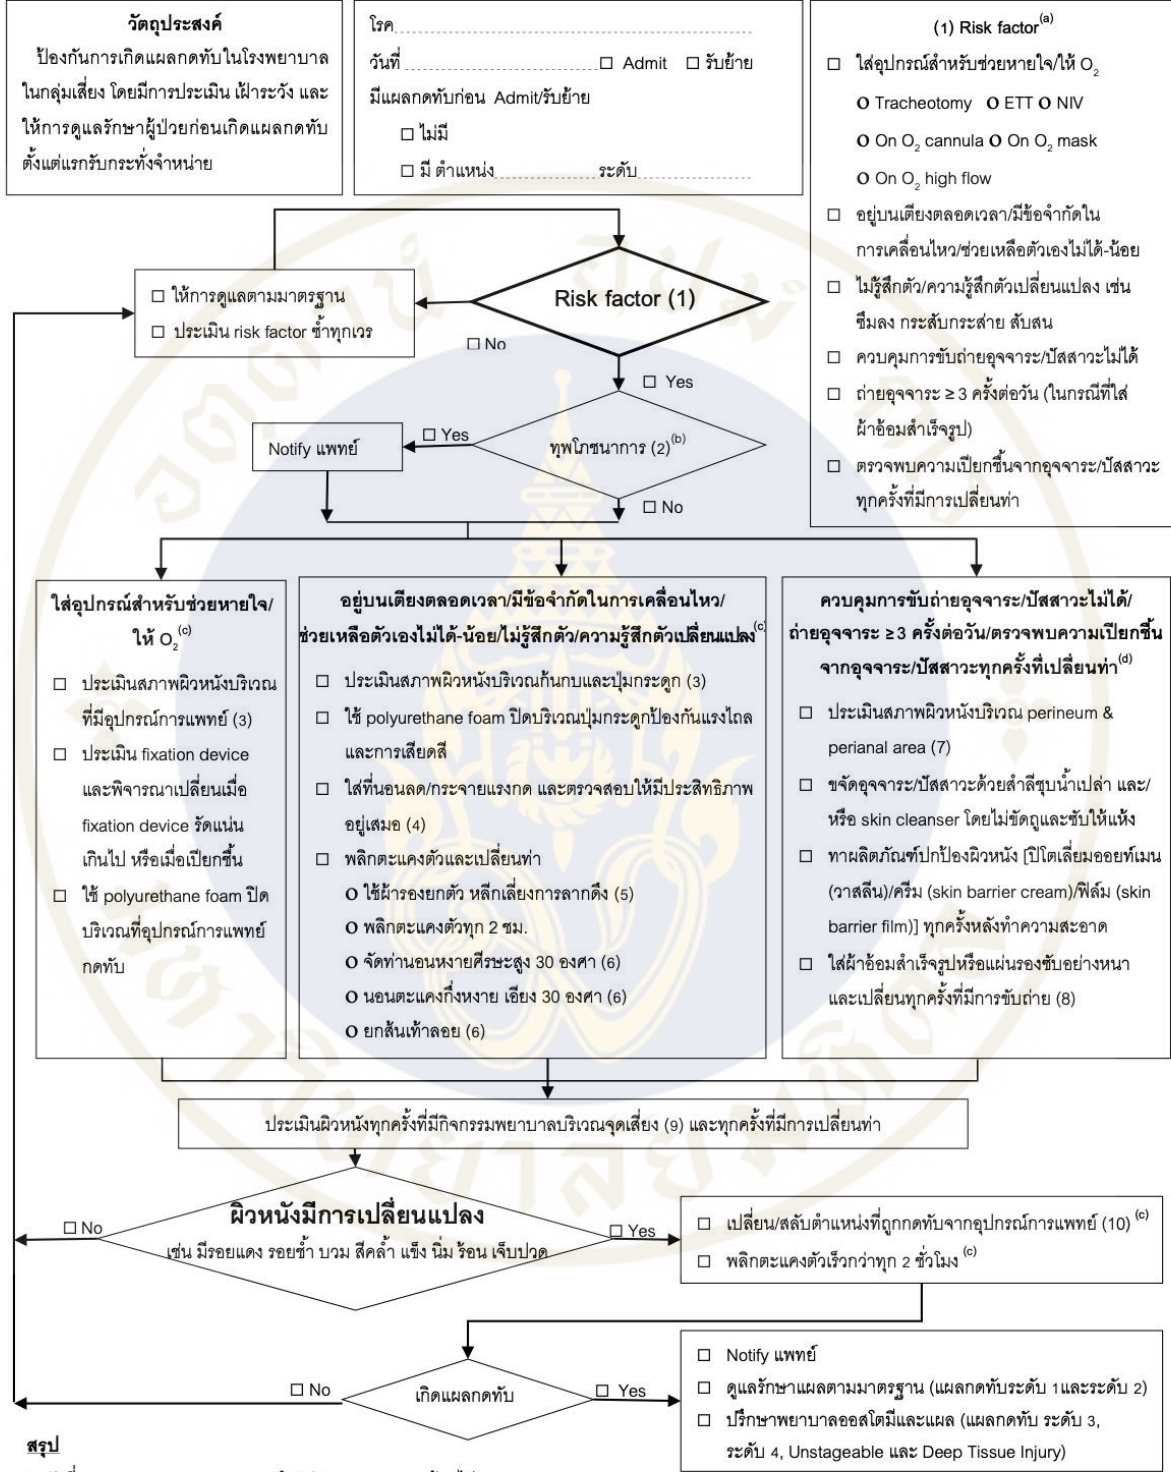 วัตถุประสงค์
ป้องกันการเกิดแผลกดทับในโรงพยาบาล
ในกลุ่มเสี่ยง โดยมีการประเมิน เฝ้าระวัง และ
ให้การดูแลรักษาผู้ป่วยก่อนเกิดแผลกดทับ
ตั้งแต่แรกรับกระทั่งจำหน่าย
โรค
วันที่ ☐ Admit ☐ รับย้าย
มีแผลกดทับก่อน Admit/รับย้าย
☐ ไม่มี
☐ มี ตำแหน่ง ระดับ
(1) Risk factor(a)
☐ ใส่อุปกรณ์สำหรับช่วยหายใจ/ให้ O2
O Tracheotomy O ETT O NIV
O On O2 cannula O On O2 mask
O On O2 high flow
☐ อยู่บนเตียงตลอดเวลา/มีข้อจำกัดใน
การเคลื่อนไหว/ช่วยเหลือตัวเองไม่ได้-น้อย
☐ ไม่รู้สึกตัว/ความรู้สึกตัวเปลี่ยนแปลง เช่น
ซึมลง กระสับกระส่าย สับสน
☐ ควบคุมการขับถ่ายอุจจาระ/ปัสสาวะไม่ได้
☐ ถ่ายอุจจาระ ≥ 3 ครั้งต่อวัน (ในกรณีที่ใส่
ผ้าอ้อมสำเร็จรูป)
☐ ตรวจพบความเปียกชื้นจากอุจจาระ/ปัสสาวะ
ทุกครั้งที่มีการเปลี่ยนท่า
☐ ให้การดูแลตามมาตรฐาน
☐ ประเมิน risk factor ซ้ำทุกเวร
Risk factor (1)
☐ No
☐ Yes
Notify แพทย์
☐ Yes
ทุพโภชนาการ (2)(b)
☐ No
ใส่อุปกรณ์สำหรับช่วยหายใจ/
ให้ O2(c)
☐ ประเมินสภาพผิวหนังบริเวณ
ที่มีอุปกรณ์การแพทย์ (3)
☐ ประเมิน fixation device
และพิจารณาเปลี่ยนเมื่อ
fixation device รัดแน่น
เกินไป หรือเมื่อเปียกชื้น
☐ ใช้ polyurethane foam ปิด
บริเวณที่อุปกรณ์การแพทย์
กดทับ
อยู่บนเตียงตลอดเวลา/มีข้อจำกัดในการเคลื่อนไหว/
ช่วยเหลือตัวเองไม่ได้-น้อย/ไม่รู้สึกตัว/ความรู้สึกตัวเปลี่ยนแปลง(c)
☐ ประเมินสภาพผิวหนังบริเวณก้นกบและปุ่มกระดูก (3)
☐ ใช้ polyurethane foam ปิดบริเวณปุ่มกระดูกป้องกันแรงไถล
และการเสียดสี
☐ ใส่ที่นอนลด/กระจายแรงกด และตรวจสอบให้มีประสิทธิภาพ
อยู่เสมอ (4)
☐ พลิกตะแคงตัวและเปลี่ยนท่า
O ใช้ผ้ารองยกตัว หลีกเลี่ยงการลากดึง (5)
O พลิกตะแคงตัวทุก 2 ชม.
O จัดท่านอนหงายศีรษะสูง 30 องศา (6)
O นอนตะแคงกึ่งหงาย เอียง 30 องศา (6)
O ยกส้นเท้าลอย (6)
ควบคุมการขับถ่ายอุจจาระ/ปัสสาวะไม่ได้/
ถ่ายอุจจาระ ≥ 3 ครั้งต่อวัน/ตรวจพบความเปียกชื้น
จากอุจจาระ/ปัสสาวะทุกครั้งที่เปลี่ยนท่า(d)
☐ ประเมินสภาพผิวหนังบริเวณ perineum &
perianal area (7)
☐ ขจัดอุจจาระ/ปัสสาวะด้วยสำลีชุบน้ำเปล่า และ/
หรือ skin cleanser โดยไม่ขัดถูและซับให้แห้ง
☐ ทาผลิตภัณฑ์ปกป้องผิวหนัง [ปิโตเลี่ยมออยท์เมน
(วาสลีน)/ครีม (skin barrier cream)/ฟิล์ม (skin
barrier film)] ทุกครั้งหลังทำความสะอาด
☐ ใส่ผ้าอ้อมสำเร็จรูปหรือแผ่นรองซับอย่างหนา
และเปลี่ยนทุกครั้งที่มีการขับถ่าย (8)
ประเมินผิวหนังทุกครั้งที่มีกิจกรรมพยาบาลบริเวณจุดเสี่ยง (9) และทุกครั้งที่มีการเปลี่ยนท่า
☐ No
ผิวหนังมีการเปลี่ยนแปลง
เช่น มีรอยแดง รอยช้ำ บวม สีคล้ำ แข็ง นิ่ม ร้อน เจ็บปวด
☐ Yes
☐ เปลี่ยน/สลับตำแหน่งที่ถูกกดทับจากอุปกรณ์การแพทย์ (10) (c)
☐ พลิกตะแคงตัวเร็วกว่าทุก 2 ชั่วโมง (c)
☐ No
เกิดแผลกดทับ
☐ Yes
☐ Notify แพทย์
☐ ดูแลรักษาแผลตามมาตรฐาน (แผลกดทับระดับ 1และระดับ 2)
☐ ปรึกษาพยาบาลออสโตมีและแผล (แผลกดทับ ระดับ 3,
ระดับ 4, Unstageable และ Deep Tissue Injury)
สรุป